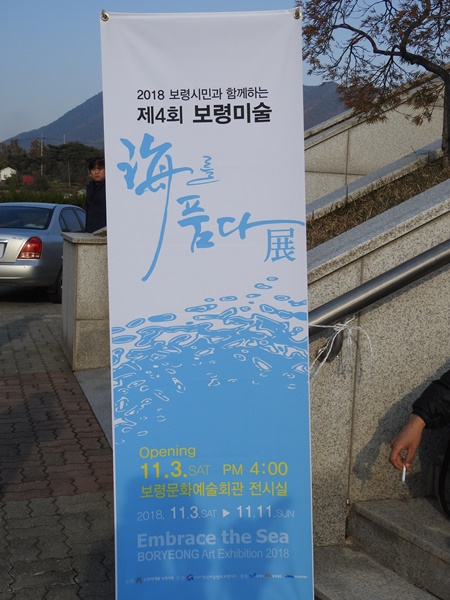 2018 보령시민과 함께하는
제4회 보령미술
海를
품다展
Opening
11.3.SAT PM 4:00
보령문화예술회관 전시실
2018. 11.3.SAT ▶ 11.11.SUN
Embrace the Sea
BORYEONG Art Exhibition 2018